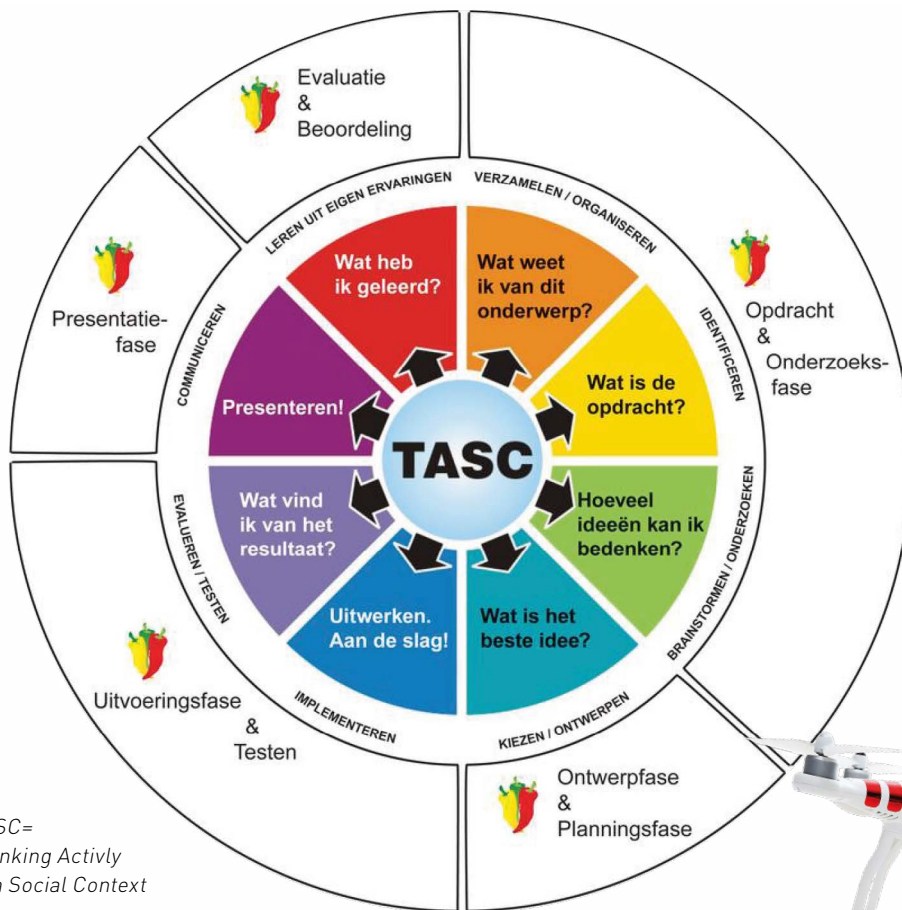 Evaluatie
&
Beoordeling
LEREN UIT EIGEN ERVARINGEN
VERZAMELEN / ORGANISEREN
Wat heb
ik geleerd?
Wat weet
ik van dit
onderwerp?
Opdracht
&
Onderzoeks-
fase
IDENTIFICEREN
Wat is de
opdracht?
Presentatie-
fase
COMMUNICEREN
Presenteren!
TASC
Hoeveel
ideeën kan ik
bedenken?
BRAINSTORMEN / ONDERZOEKEN
Wat vind
ik van het
resultaat?
EVALUEREN / TESTEN
Uitwerken.
Aan de slag!
Wat is het
beste idee?
Uitvoeringsfase
&
Testen
IMPLEMENTEREN
KIEZEN / ONTWERPEN
Ontwerpfase
&
Planningsfase
SC=
nking Activly
Social Context